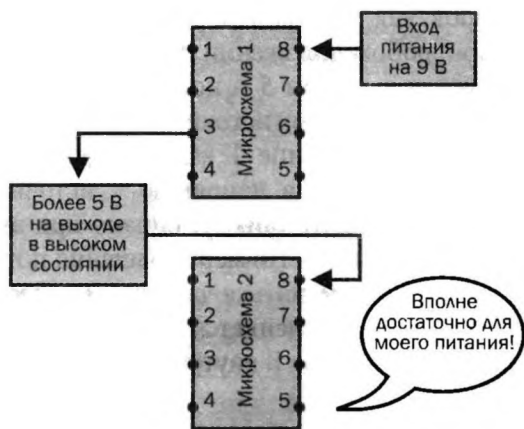 Микросхема 1
1
2
3
4
8
7
6
5
Вход
питания
на 9 В
Более 5 В
на выходе
в высоком
состоянии
Микросхема 2
1
2
3
4
8
7
6
5
Вполне
достаточно для
моего питания!